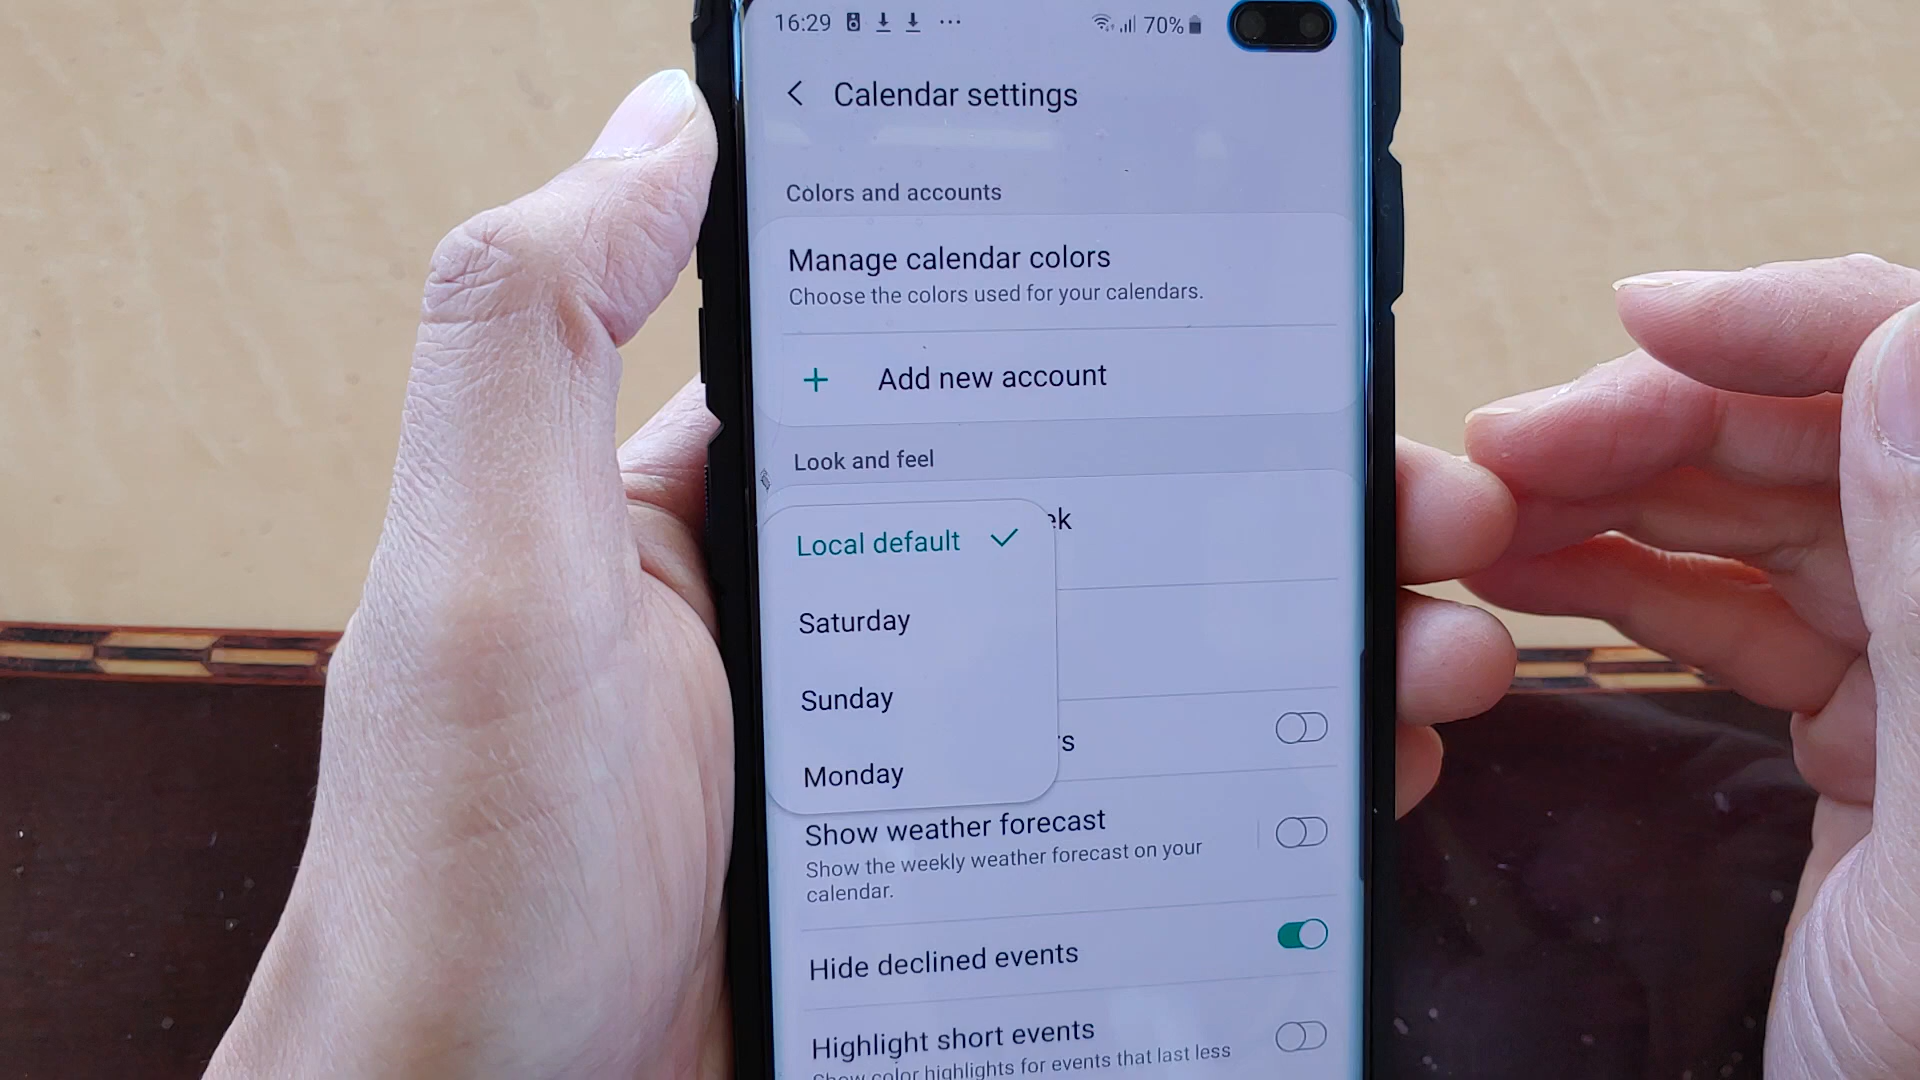 16:29 70%
Calendar settings
Colors and accounts
Manage calendar colors
Choose the colors used for your calendars.
Add new account
Look and feel
ek
Local default
Saturday
Sunday
s
Monday
Show weather forecast
Show the weekly weather forecast on your
calendar.
Hide declined events
Highlight short events
Show color highlights for events that last less